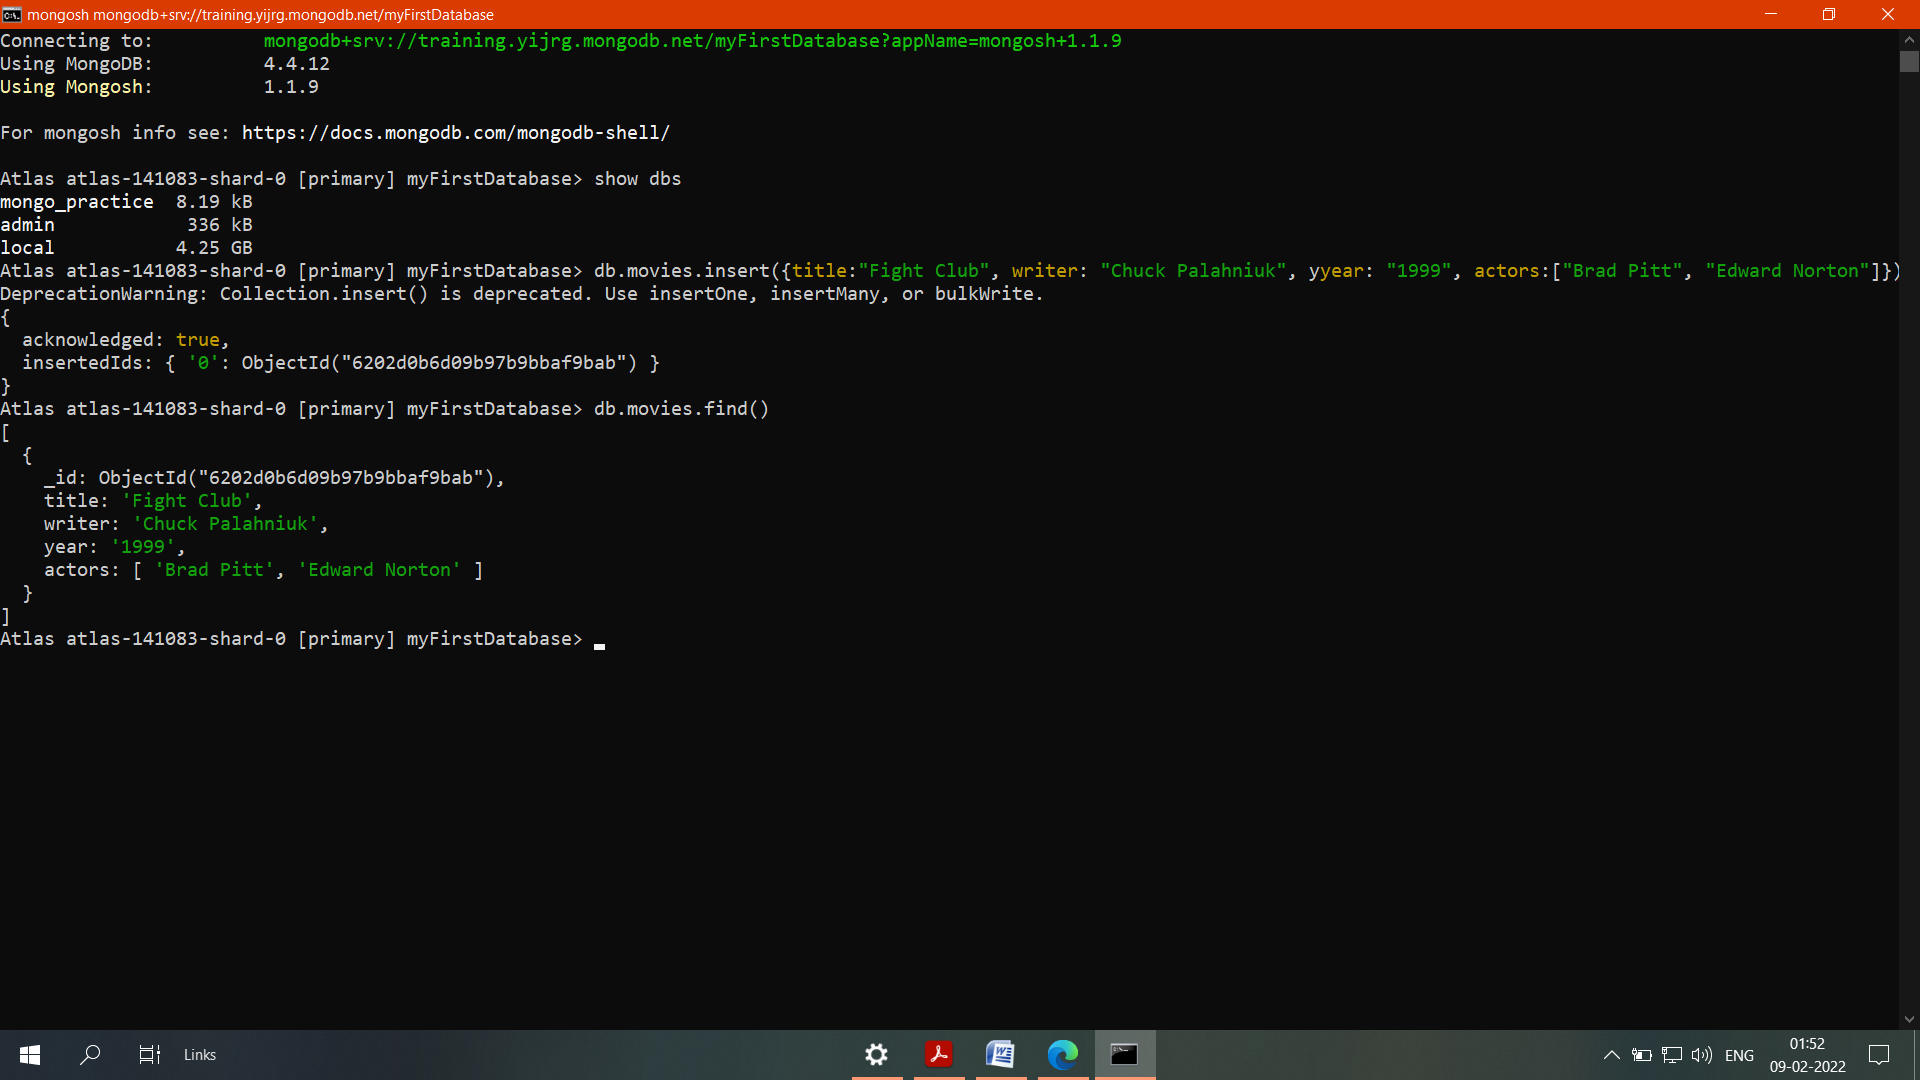 mongosh mongodb+srv://training.yijrg.mongodb.net/myFirstDatabase
Connecting to:          mongodb+srv://training.yijrg.mongodb.net/myFirstDatabase?appName=mongosh+1.1.9
Using MongoDB:          4.4.12
Using Mongosh:          1.1.9
For mongosh info see: https://docs.mongodb.com/mongodb-shell/
Atlas atlas-141083-shard-0 [primary] myFirstDatabase> show dbs
mongo_practice  8.19 kB
admin            336 kB
local           4.25 GB
Atlas atlas-141083-shard-0 [primary] myFirstDatabase> db.movies.insert({title:"Fight Club", writer: "Chuck Palahniuk", yyear: "1999", actors:["Brad Pitt", "Edward Norton"]})
DeprecationWarning: Collection.insert() is deprecated. Use insertOne, insertMany, or bulkWrite.
{
  acknowledged: true,
  insertedIds: { '0': ObjectId("6202d0b6d09b97b9bbaf9bab") }
}
Atlas atlas-141083-shard-0 [primary] myFirstDatabase> db.movies.find()
[
  {
    _id: ObjectId("6202d0b6d09b97b9bbaf9bab"),
    title: 'Fight Club',
    writer: 'Chuck Palahniuk',
    year: '1999',
    actors: [ 'Brad Pitt', 'Edward Norton' ]
  }
]
Atlas atlas-141083-shard-0 [primary] myFirstDatabase>
Links
ENG
01:52
09-02-2022